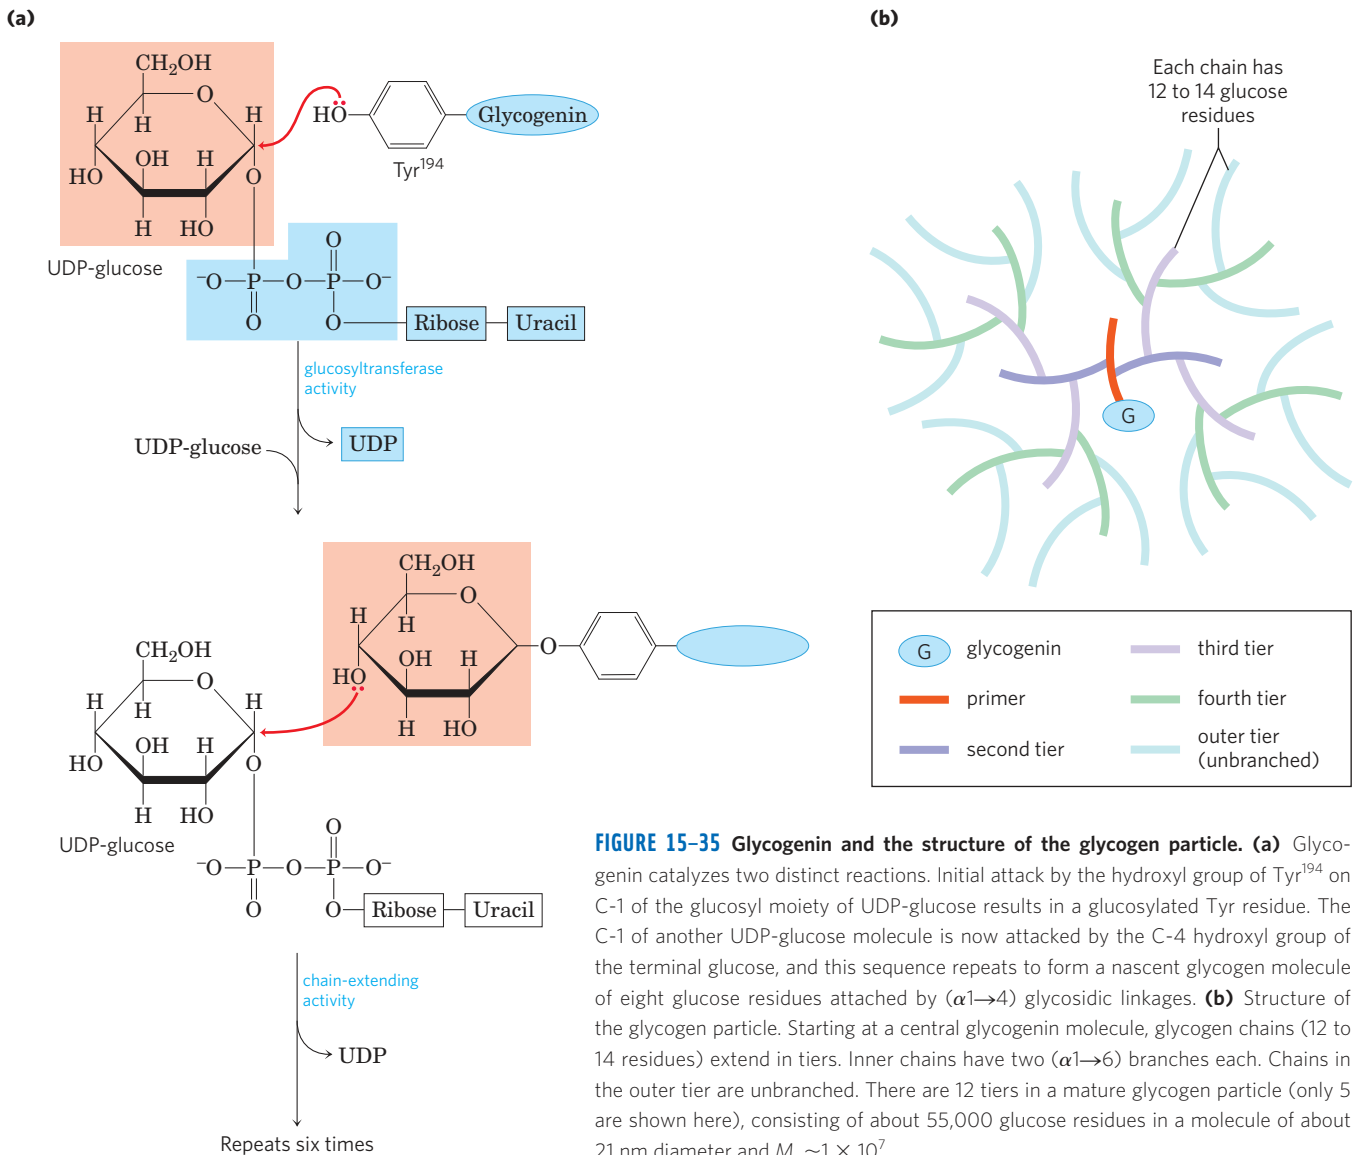 (a)
CH₂OH
O
H
H
H
OH
H
HO
O
H
HO
UDP-glucose
HO
Glycogenin
Tyr¹⁹⁴
O
⁻O—P—O—P—O⁻
O
O
Ribose
Uracil
glucosyltransferase
activity
UDP-glucose
UDP
CH₂OH
O
H
H
OH
H
HO
H
HO
O
CH₂OH
O
H
H
H
OH
H
HO
O
H
HO
UDP-glucose
O
⁻O—P—O—P—O⁻
O
O
Ribose
Uracil
chain-extending
activity
UDP
Repeats six times
(b)
Each chain has
12 to 14 glucose
residues
G
G
glycogenin
primer
second tier
third tier
fourth tier
outer tier
(unbranched)
FIGURE 15–35 Glycogenin and the structure of the glycogen particle. (a) Glyco-
genin catalyzes two distinct reactions. Initial attack by the hydroxyl group of Tyr¹⁹⁴ on
C-1 of the glucosyl moiety of UDP-glucose results in a glucosylated Tyr residue. The
C-1 of another UDP-glucose molecule is now attacked by the C-4 hydroxyl group of
the terminal glucose, and this sequence repeats to form a nascent glycogen molecule
of eight glucose residues attached by (α1→4) glycosidic linkages. (b) Structure of
the glycogen particle. Starting at a central glycogenin molecule, glycogen chains (12 to
14 residues) extend in tiers. Inner chains have two (α1→6) branches each. Chains in
the outer tier are unbranched. There are 12 tiers in a mature glycogen particle (only 5
are shown here), consisting of about 55,000 glucose residues in a molecule of about
21 nm diameter and M ~1 × 10⁷